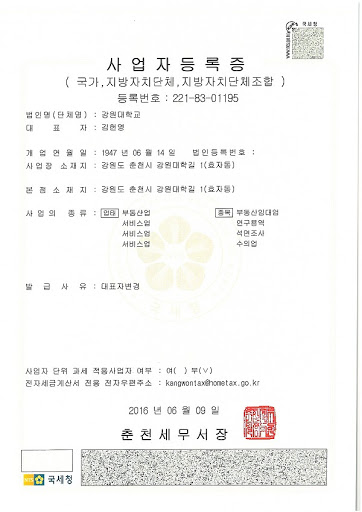 국세청
사업자등록증
( 국가,지방자치단체,지방자치단체조합 )
등록번호 : 221-83-01195
법인명(단체명) : 강원대학교
대 표 자 : 김헌영
개 업 연 월 일 : 1947 년 06 월 14 일 법인등록번호 :
사업장 소재지 : 강원도 춘천시 강원대학길 1(효자동)
본 점 소 재 지 : 강원도 춘천시 강원대학길 1(효자동)
사 업 의 종 류 : 업태 부동산업 종목 부동산임대업
서비스업 연구용역
서비스업 석면조사
서비스업 수의업
국세청
발 급 사 유 : 대표자변경
사업자 단위 과세 적용사업자 여부 : 여( ) 부(∨)
전자세금계산서 전용 전자우편주소 : kangwontax@hometax.go.kr
2016 년 06 월 09 일
춘천세무서장
NTS 국세청